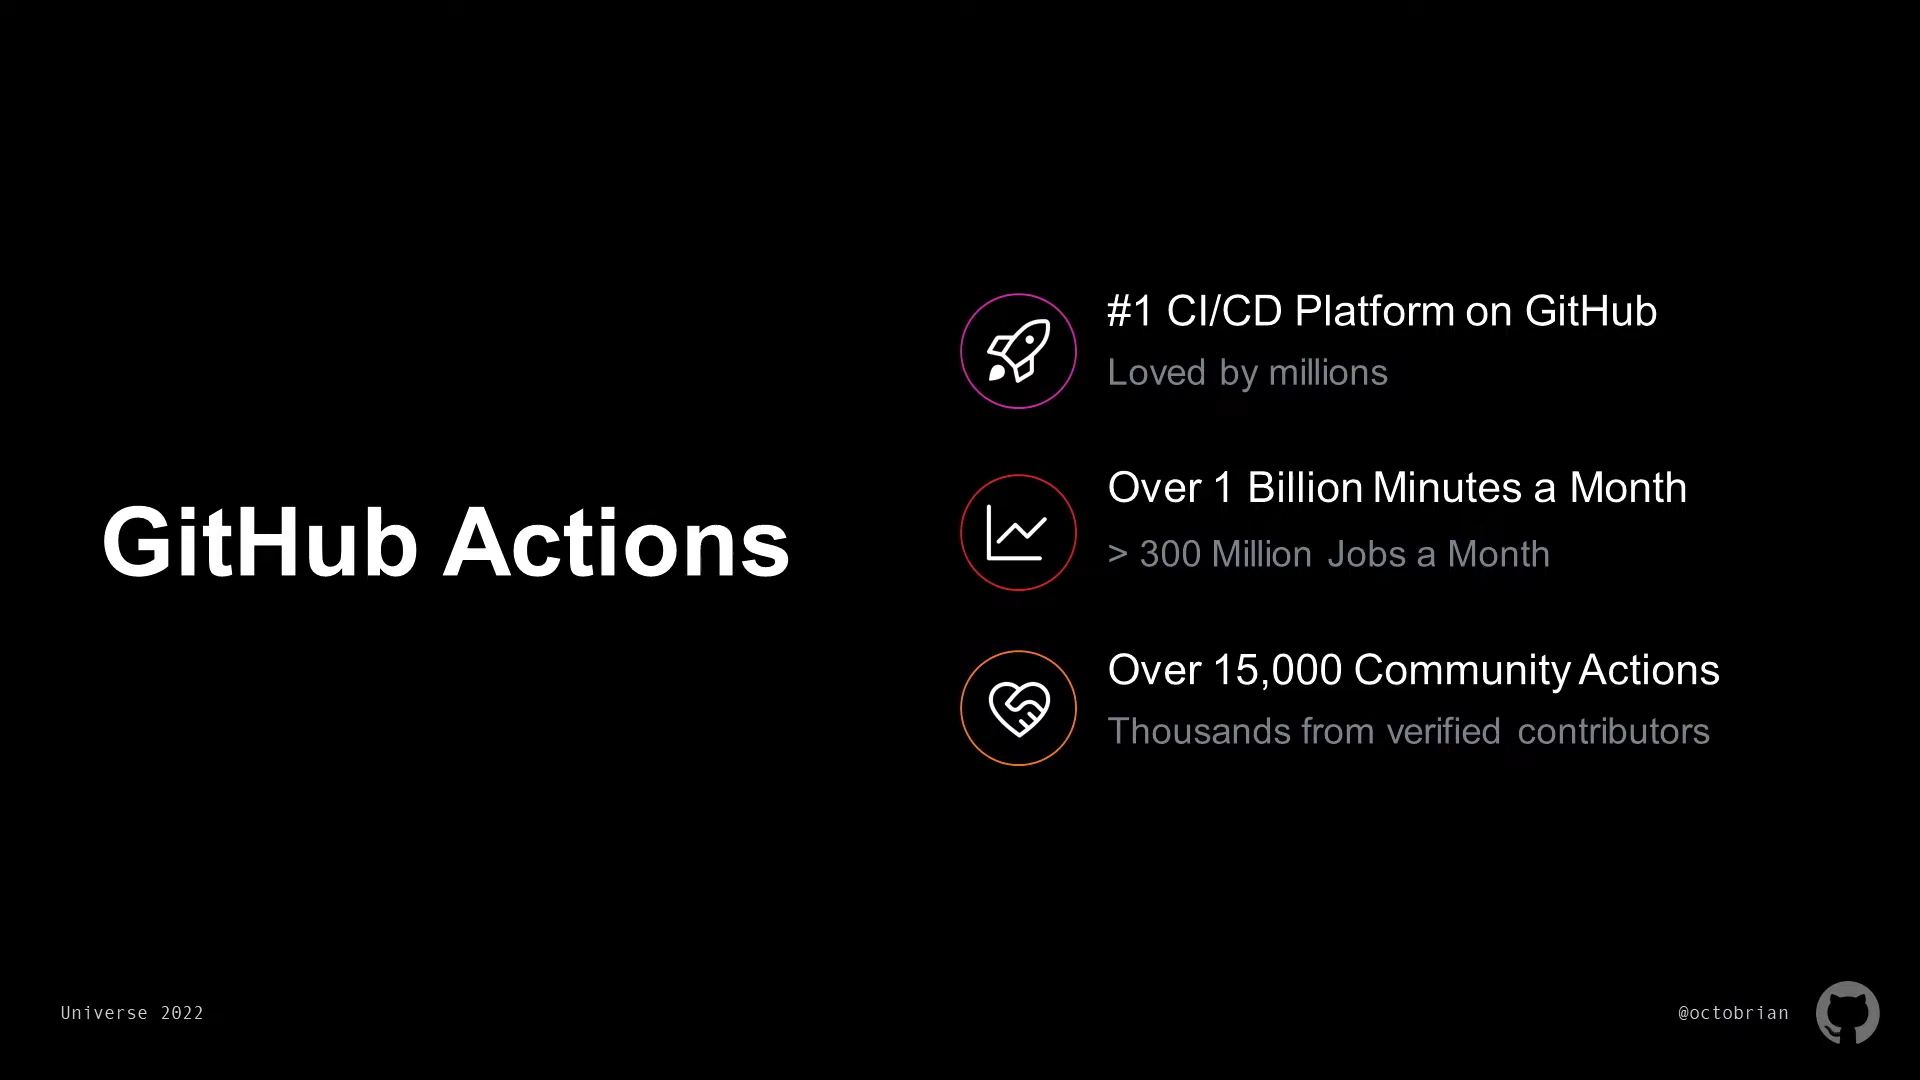 GitHub Actions
#1 CI/CD Platform on GitHub
Loved by millions
Over 1 Billion Minutes a Month
> 300 Million Jobs a Month
Over 15,000 Community Actions
Thousands from verified contributors
Universe 2022
@octobrian